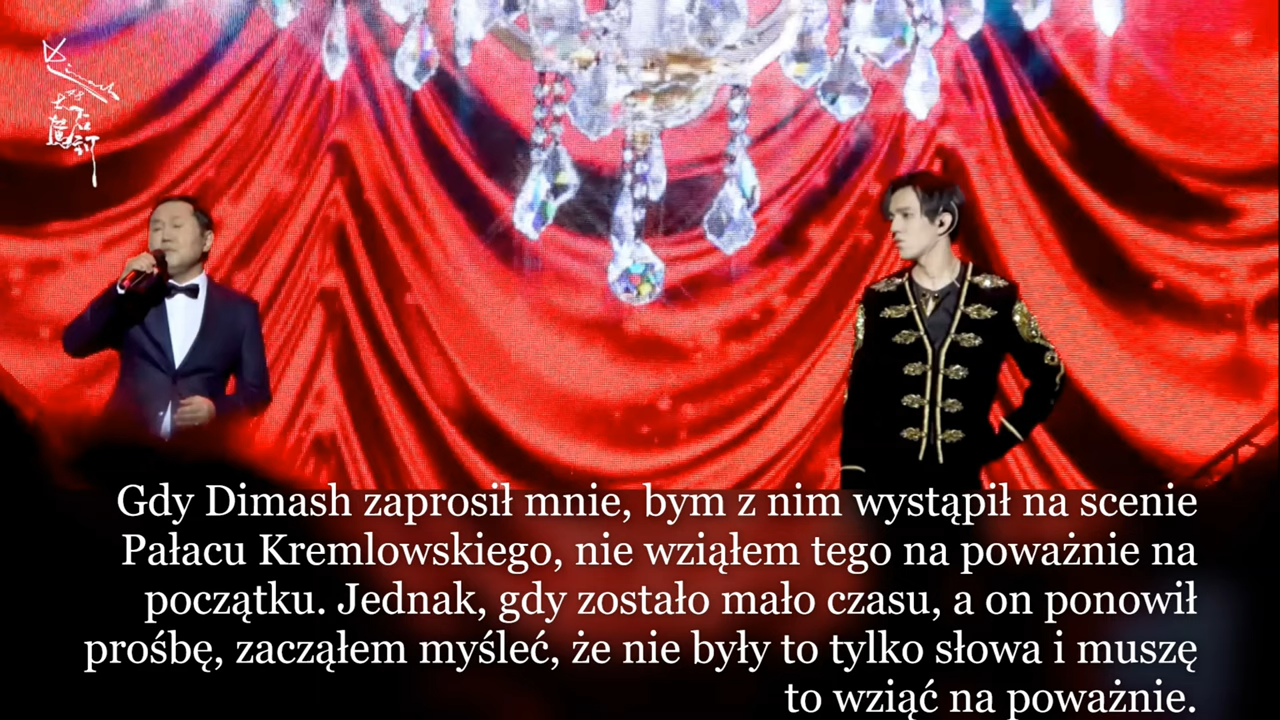 Gdy Dimash zaprosił mnie, bym z nim wystąpił na scenie
Pałacu Kremlowskiego, nie wziąłem tego na poważnie na
początku. Jednak, gdy zostało mało czasu, a on ponowił
prośbę, zacząłem myśleć, że nie były to tylko słowa i muszę
to wziąć na poważnie.